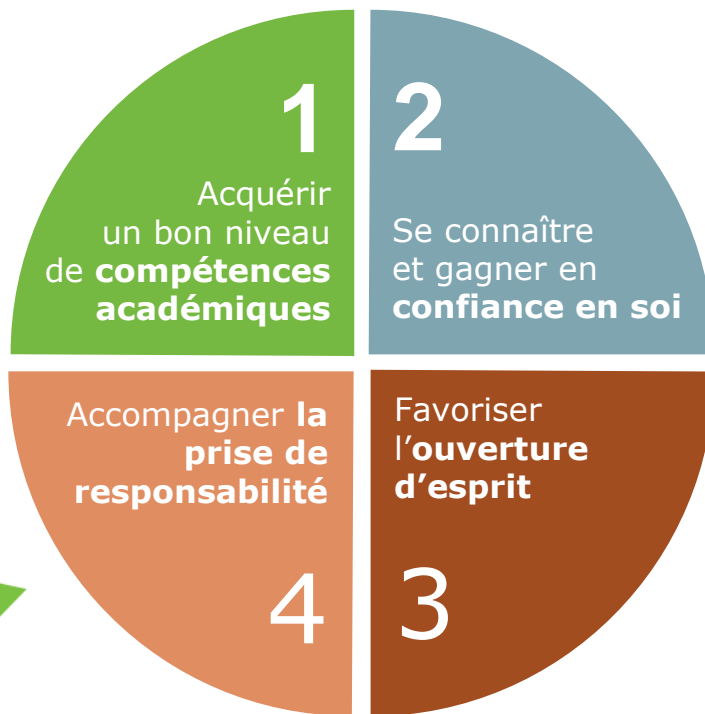 1
Acquérir
un bon niveau
de compétences
académiques
2
Se connaître
et gagner en
confiance en soi
Favoriser
l’ouverture
d’esprit
3
Accompagner la
prise de
responsabilité
4